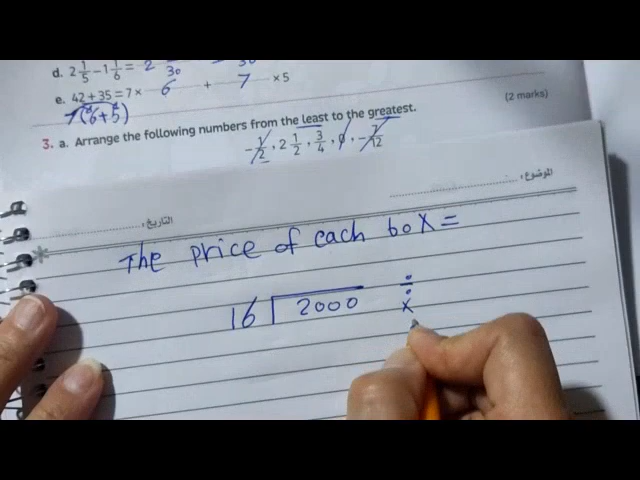 d. 2 1/5 - 1 1/6 = 2 30 30
e. 42 + 35 = 7 × 6 + 7 × 5
7(6+5)
(2 marks)
3. a. Arrange the following numbers from the least to the greatest.
- 1/2 , 2 1/2 , 3/4 , 0 , - 7/12
الموضوع:
التاريخ:
The price of each box =
16 2000 ÷
×